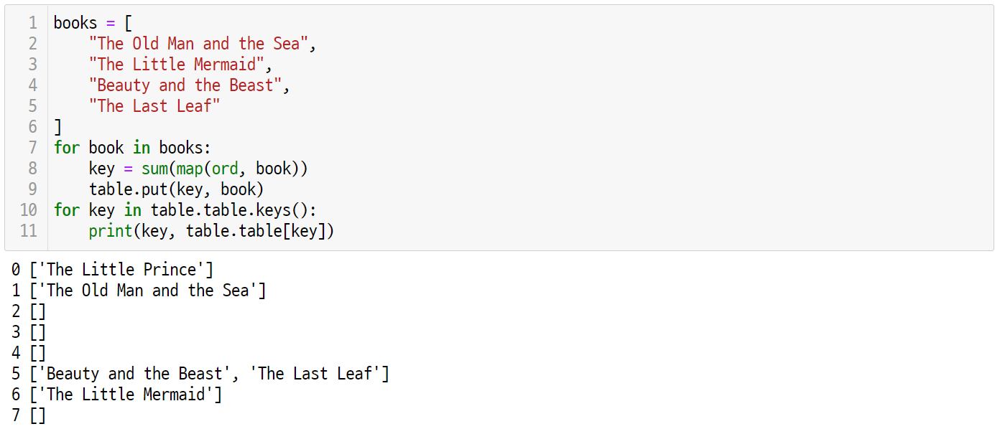 1 books = [
2     "The Old Man and the Sea",
3     "The Little Mermaid",
4     "Beauty and the Beast",
5     "The Last Leaf"
6 ]
7 for book in books:
8     key = sum(map(ord, book))
9     table.put(key, book)
10 for key in table.table.keys():
11     print(key, table.table[key])
0 ['The Little Prince']
1 ['The Old Man and the Sea']
2 []
3 []
4 []
5 ['Beauty and the Beast', 'The Last Leaf']
6 ['The Little Mermaid']
7 []